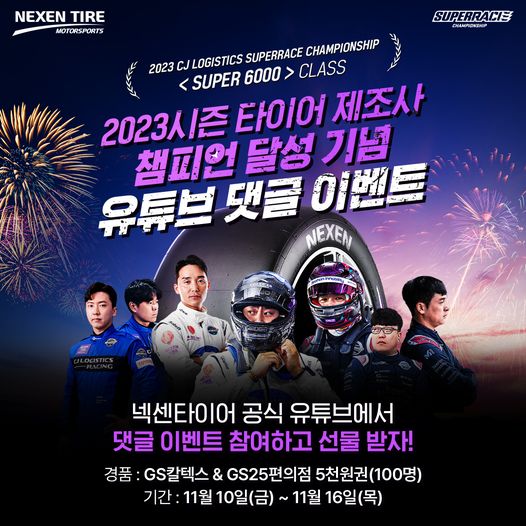 NEXEN TIRE
MOTORSPORTS
SUPERRACE
CHAMPIONSHIP
2023 CJ LOGISTICS SUPERRACE CHAMPIONSHIP
< SUPER 6000 > CLASS
2023시즌 타이어 제조사
챔피언 달성 기념
유튜브 댓글 이벤트
NEXEN
CJ LOGISTICS
RACING
넥센타이어 공식 유튜브에서
댓글 이벤트 참여하고 선물 받자!
경품 : GS칼텍스 & GS25편의점 5천원권(100명)
기간 : 11월 10일(금) ~ 11월 16일(목)